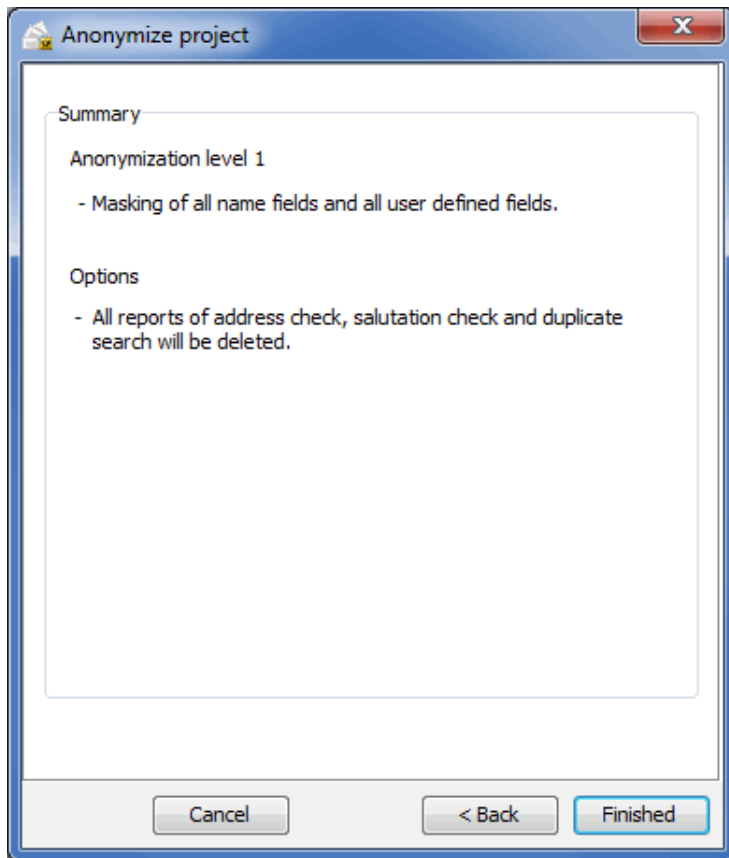 Anonymize project
Summary
Anonymization level 1
- Masking of all name fields and all user defined fields.
Options
- All reports of address check, salutation check and duplicate
search will be deleted.
Cancel
< Back
Finished